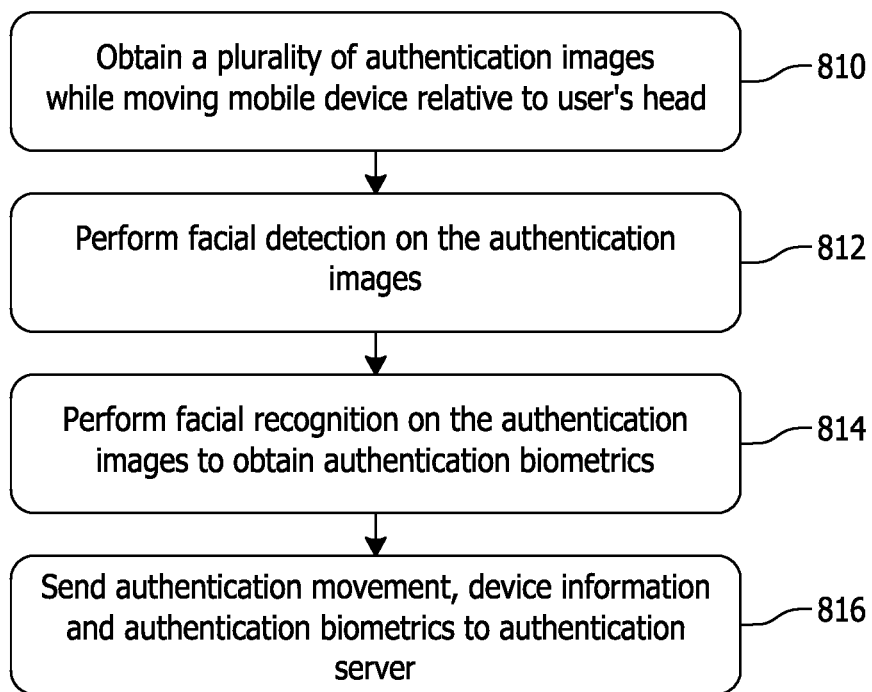 Obtain a plurality of authentication images
while moving mobile device relative to user's head
810
Perform facial detection on the authentication
images
812
Perform facial recognition on the authentication
images to obtain authentication biometrics
814
Send authentication movement, device information
and authentication biometrics to authentication
server
816